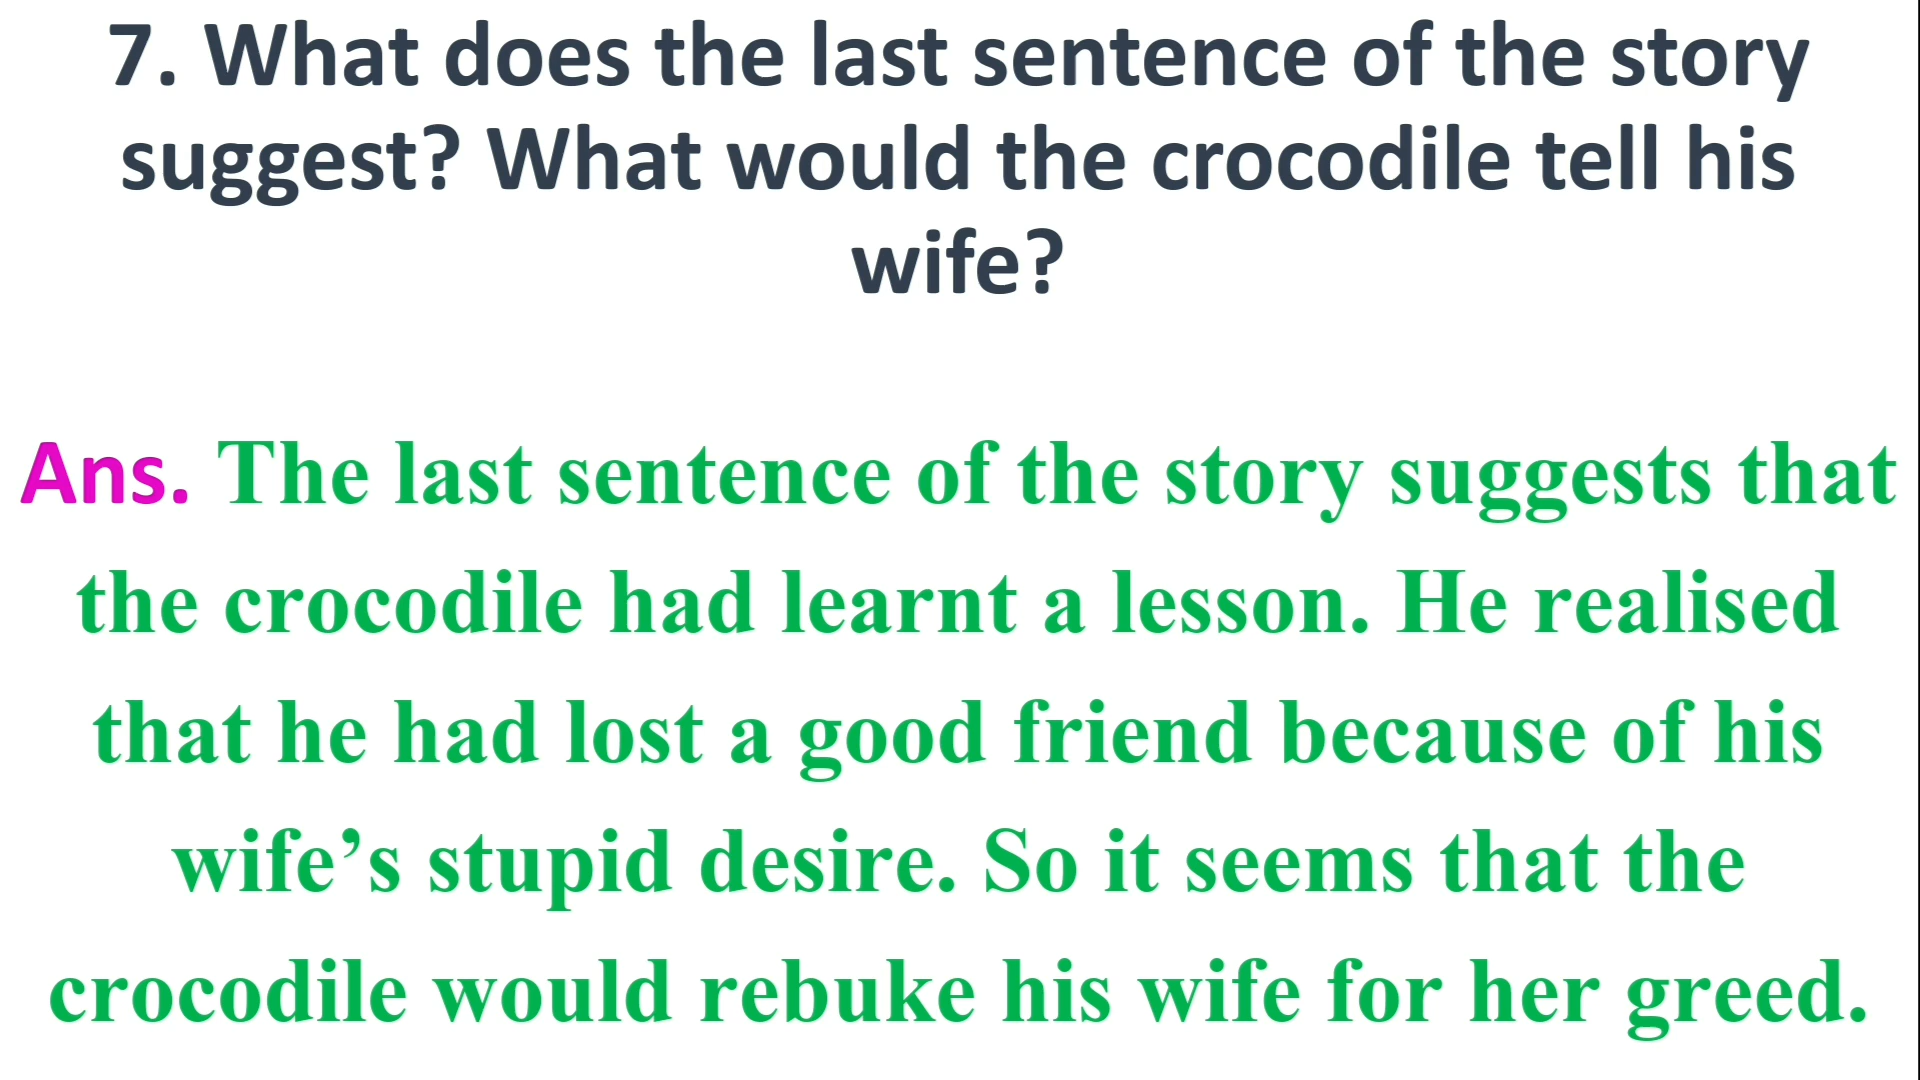 7. What does the last sentence of the story
suggest? What would the crocodile tell his
wife?
Ans. The last sentence of the story suggests that
the crocodile had learnt a lesson. He realised
that he had lost a good friend because of his
wife’s stupid desire. So it seems that the
crocodile would rebuke his wife for her greed.